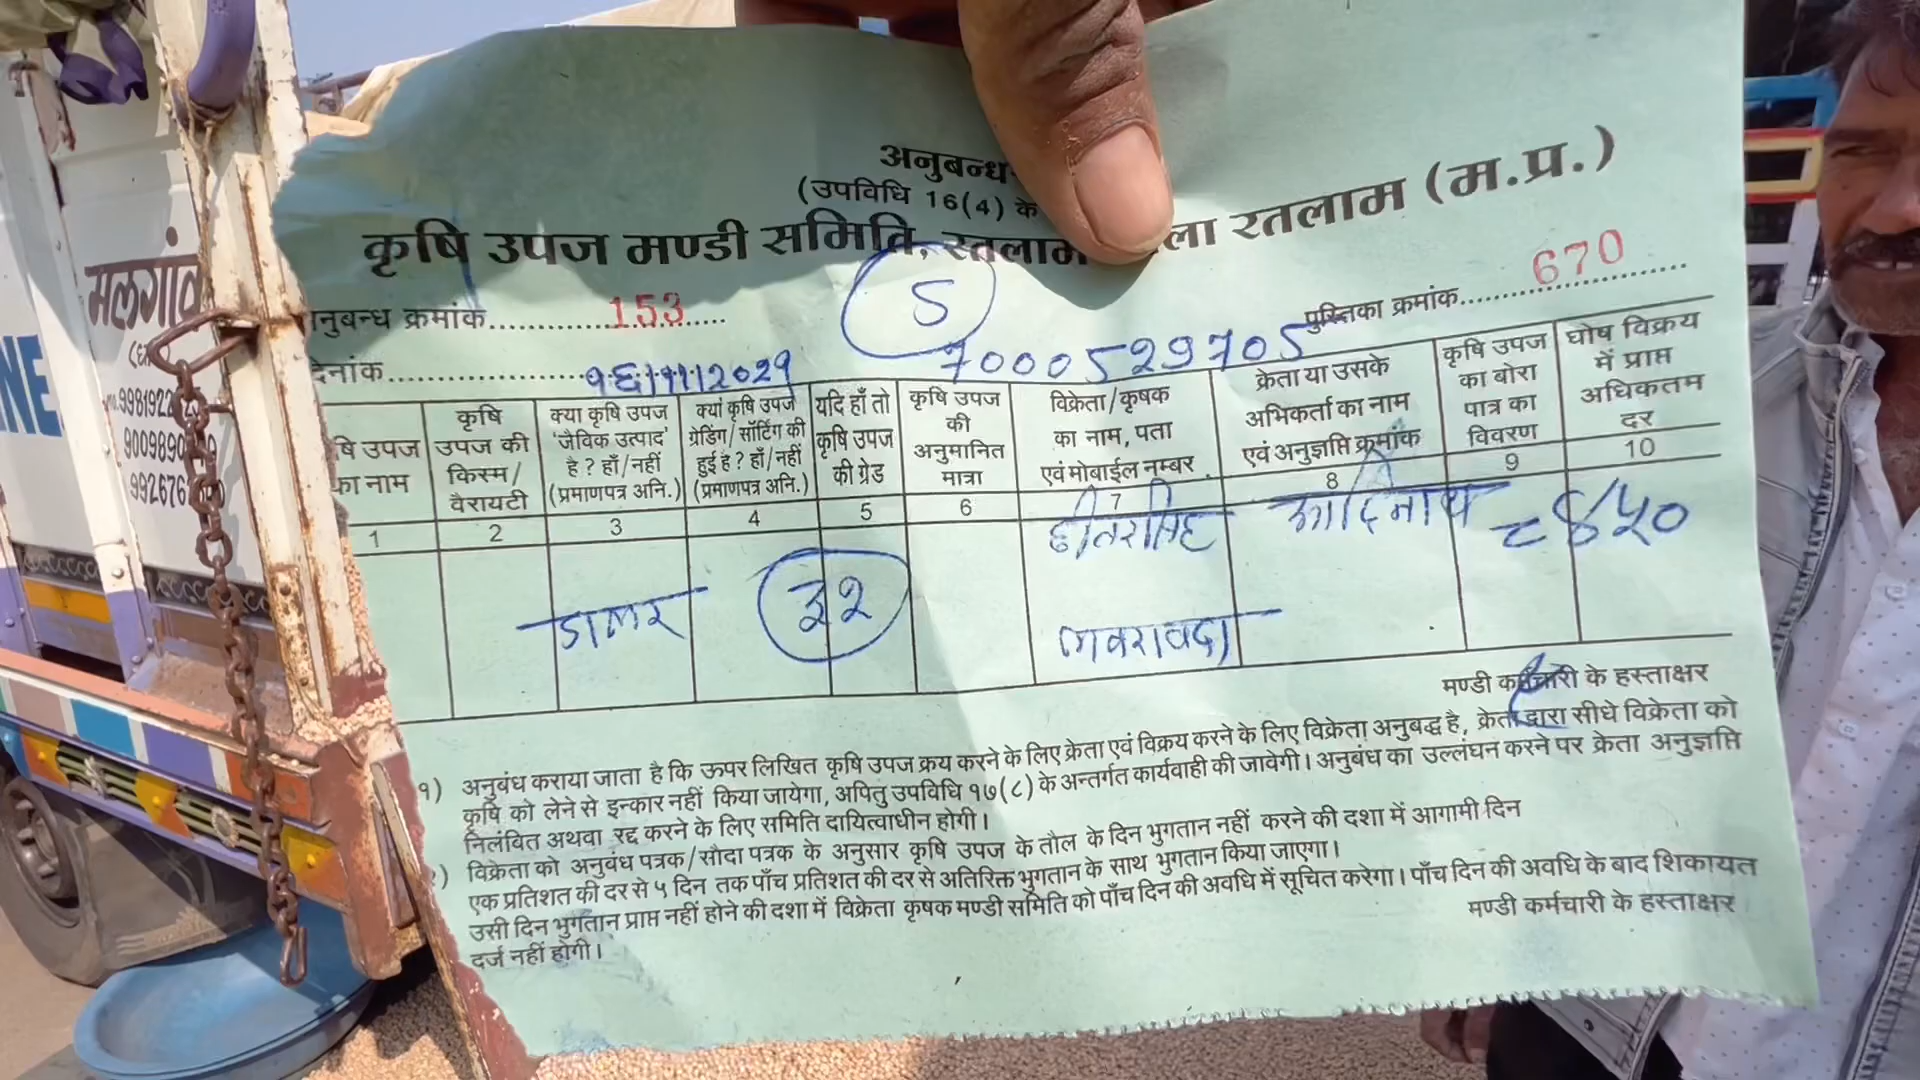 अनुबन्ध
(उपविधि 16(4) के
कृषि उपज मण्डी समिति, रतलाम ला रतलाम (म.प्र.)
नुबन्ध क्रमांक 153
5
पुस्तिका क्रमांक 670
देनांक १६/११/२०२१
7000529705
षि उपज का नाम
कृषि उपज की किस्म/ वैरायटी
क्या कृषि उपज 'जैविक उत्पाद' है ? हाँ/नहीं (प्रमाणपत्र अनि.)
क्या कृषि उपज ग्रेडिंग/ सॉर्टिंग की हुई है ? हाँ/नहीं (प्रमाणपत्र अनि.)
यदि हाँ तो कृषि उपज की ग्रेड
कृषि उपज की अनुमानित मात्रा
विक्रेता/कृषक का नाम, पता एवं मोबाईल नम्बर
क्रेता या उसके अभिकर्ता का नाम एवं अनुज्ञप्ति क्रमांक
कृषि उपज का बोरा पात्र का विवरण
घोष विक्रय में प्राप्त अधिकतम दर
1 2 3 4 5 6 7 8 9 10
डालर
३२
आदिनाथ
मण्डी कर्मचारी के हस्ताक्षर
१) अनुबंध कराया जाता है कि ऊपर लिखित कृषि उपज क्रय करने के लिए क्रेता एवं विक्रय करने के लिए विक्रेता अनुबद्ध है, क्रेता द्वारा सीधे विक्रेता को
कृषि को लेने से इन्कार नहीं किया जायेगा, अपितु उपविधि १७(८) के अन्तर्गत कार्यवाही की जावेगी। अनुबंध का उल्लंघन करने पर क्रेता अनुज्ञप्ति
निलंबित अथवा रद्द करने के लिए समिति दायित्वाधीन होगी।
) विक्रेता को अनुबंध पत्रक/सौदा पत्रक के अनुसार कृषि उपज के तौल के दिन भुगतान नहीं करने की दशा में आगामी दिन
एक प्रतिशत की दर से ५ दिन तक पाँच प्रतिशत की दर से अतिरिक्त भुगतान के साथ भुगतान किया जाएगा।
उसी दिन भुगतान प्राप्त नहीं होने की दशा में विक्रेता कृषक मण्डी समिति को पाँच दिन की अवधि में सूचित करेगा। पाँच दिन की अवधि के बाद शिकायत
दर्ज नहीं होगी।
मण्डी कर्मचारी के हस्ताक्षर
मलगांव
NE